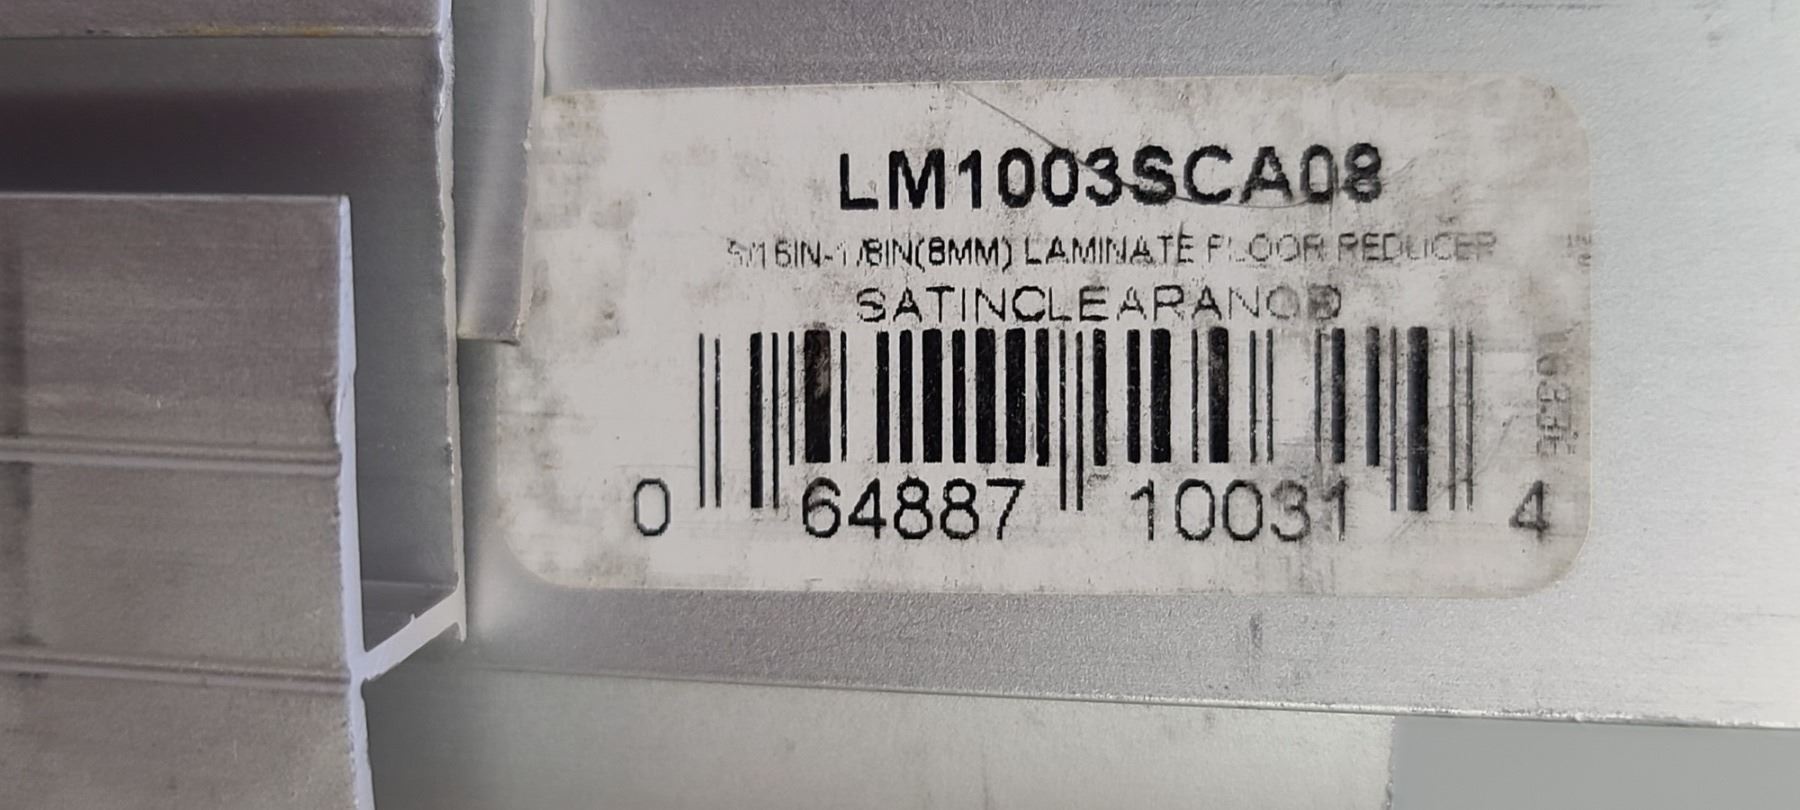 LM1003SCA08
5/16IN-1/8IN(8MM) LAMINATE FLOOR REDUCER
SATINCLEARANOD
0 64887 10031 4